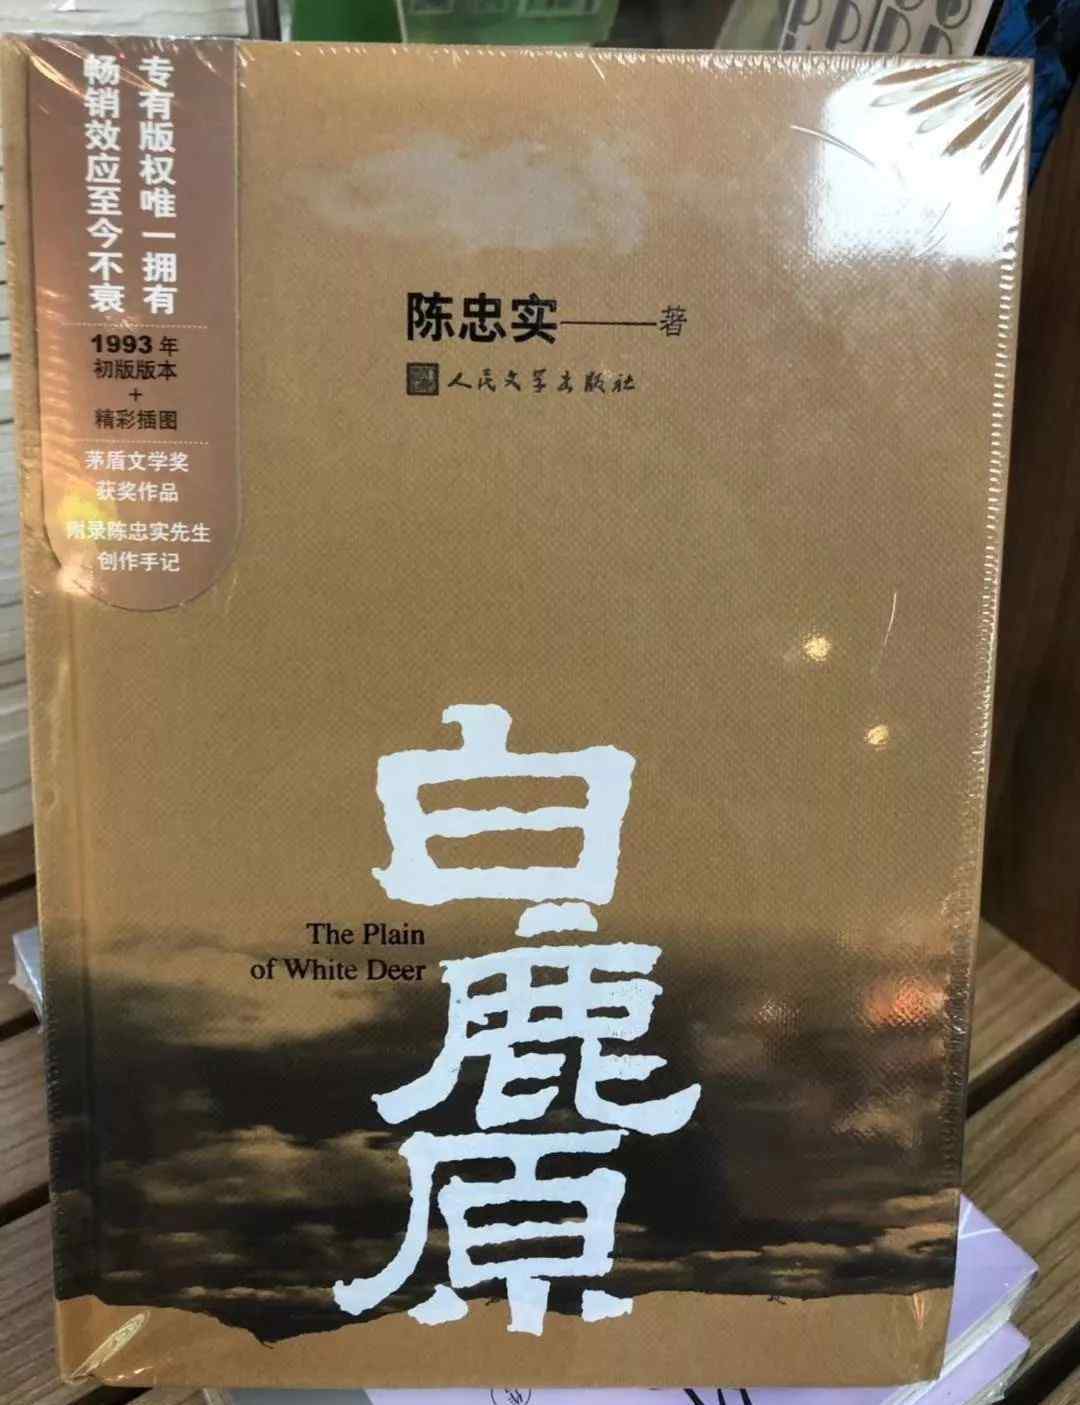 专有版权唯一拥有
畅销效应至今不衰
1993年
初版版本
+
精彩插图
茅盾文学奖
获奖作品
附录陈忠实先生
创作手记
陈忠实——著
人民文学出版社
白鹿原
The Plain
of White Deer